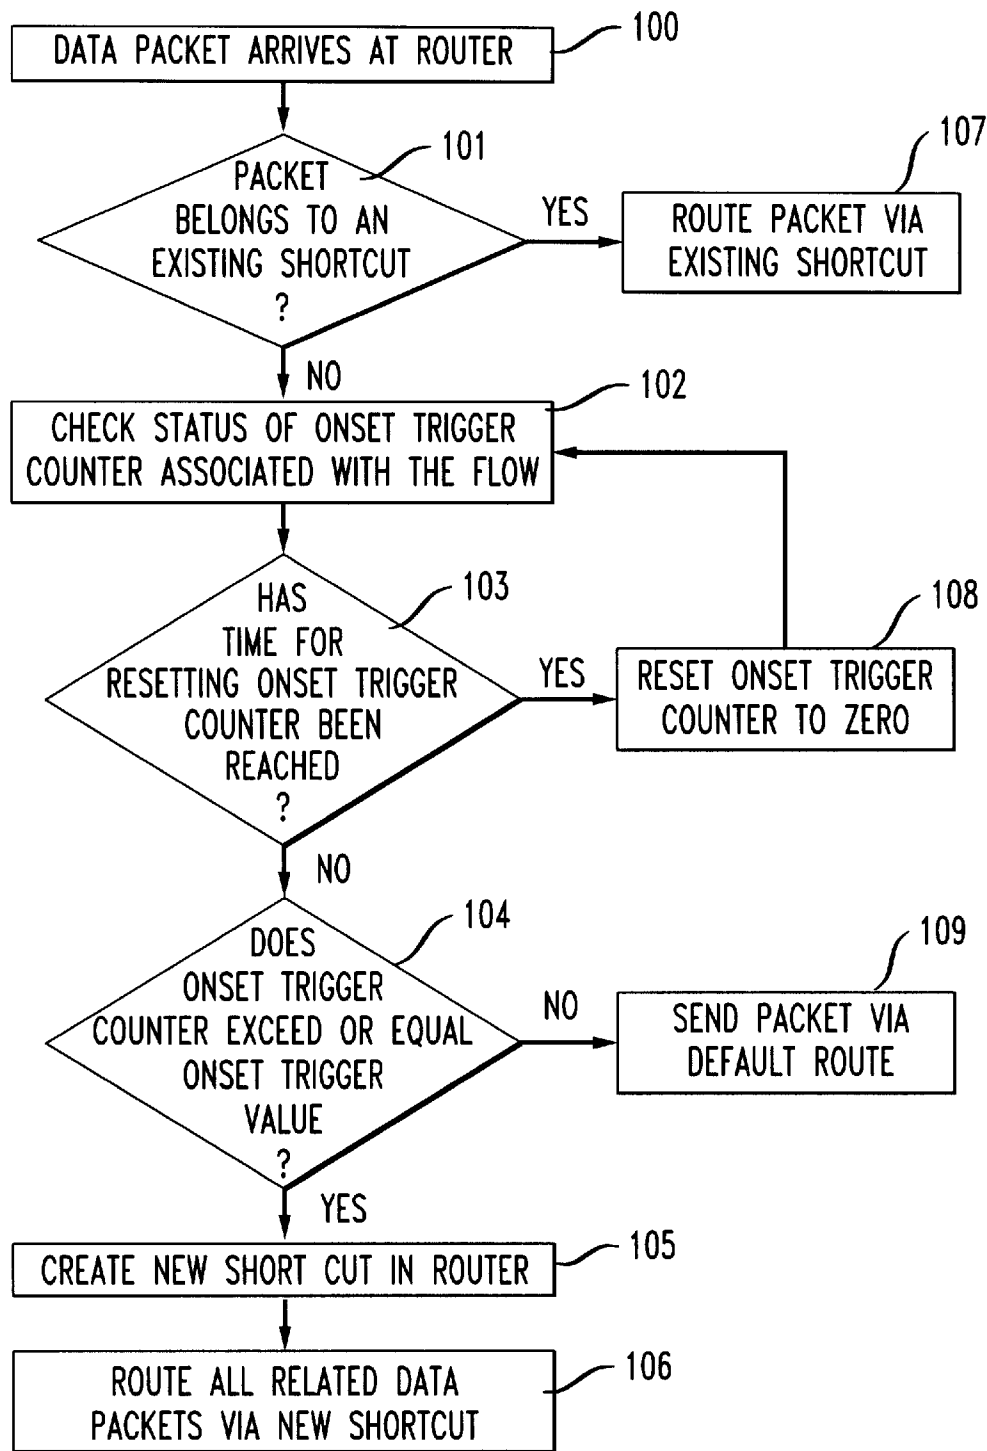 DATA PACKET ARRIVES AT ROUTER
100
PACKET
BELONGS TO AN
EXISTING SHORTCUT
?
101
YES
ROUTE PACKET VIA
EXISTING SHORTCUT
107
NO
CHECK STATUS OF ONSET TRIGGER
COUNTER ASSOCIATED WITH THE FLOW
102
HAS
TIME FOR
RESETTING ONSET TRIGGER
COUNTER BEEN
REACHED
?
103
YES
RESET ONSET TRIGGER
COUNTER TO ZERO
108
NO
DOES
ONSET TRIGGER
COUNTER EXCEED OR EQUAL
ONSET TRIGGER
VALUE
?
104
NO
SEND PACKET VIA
DEFAULT ROUTE
109
YES
CREATE NEW SHORT CUT IN ROUTER
105
ROUTE ALL RELATED DATA
PACKETS VIA NEW SHORTCUT
106